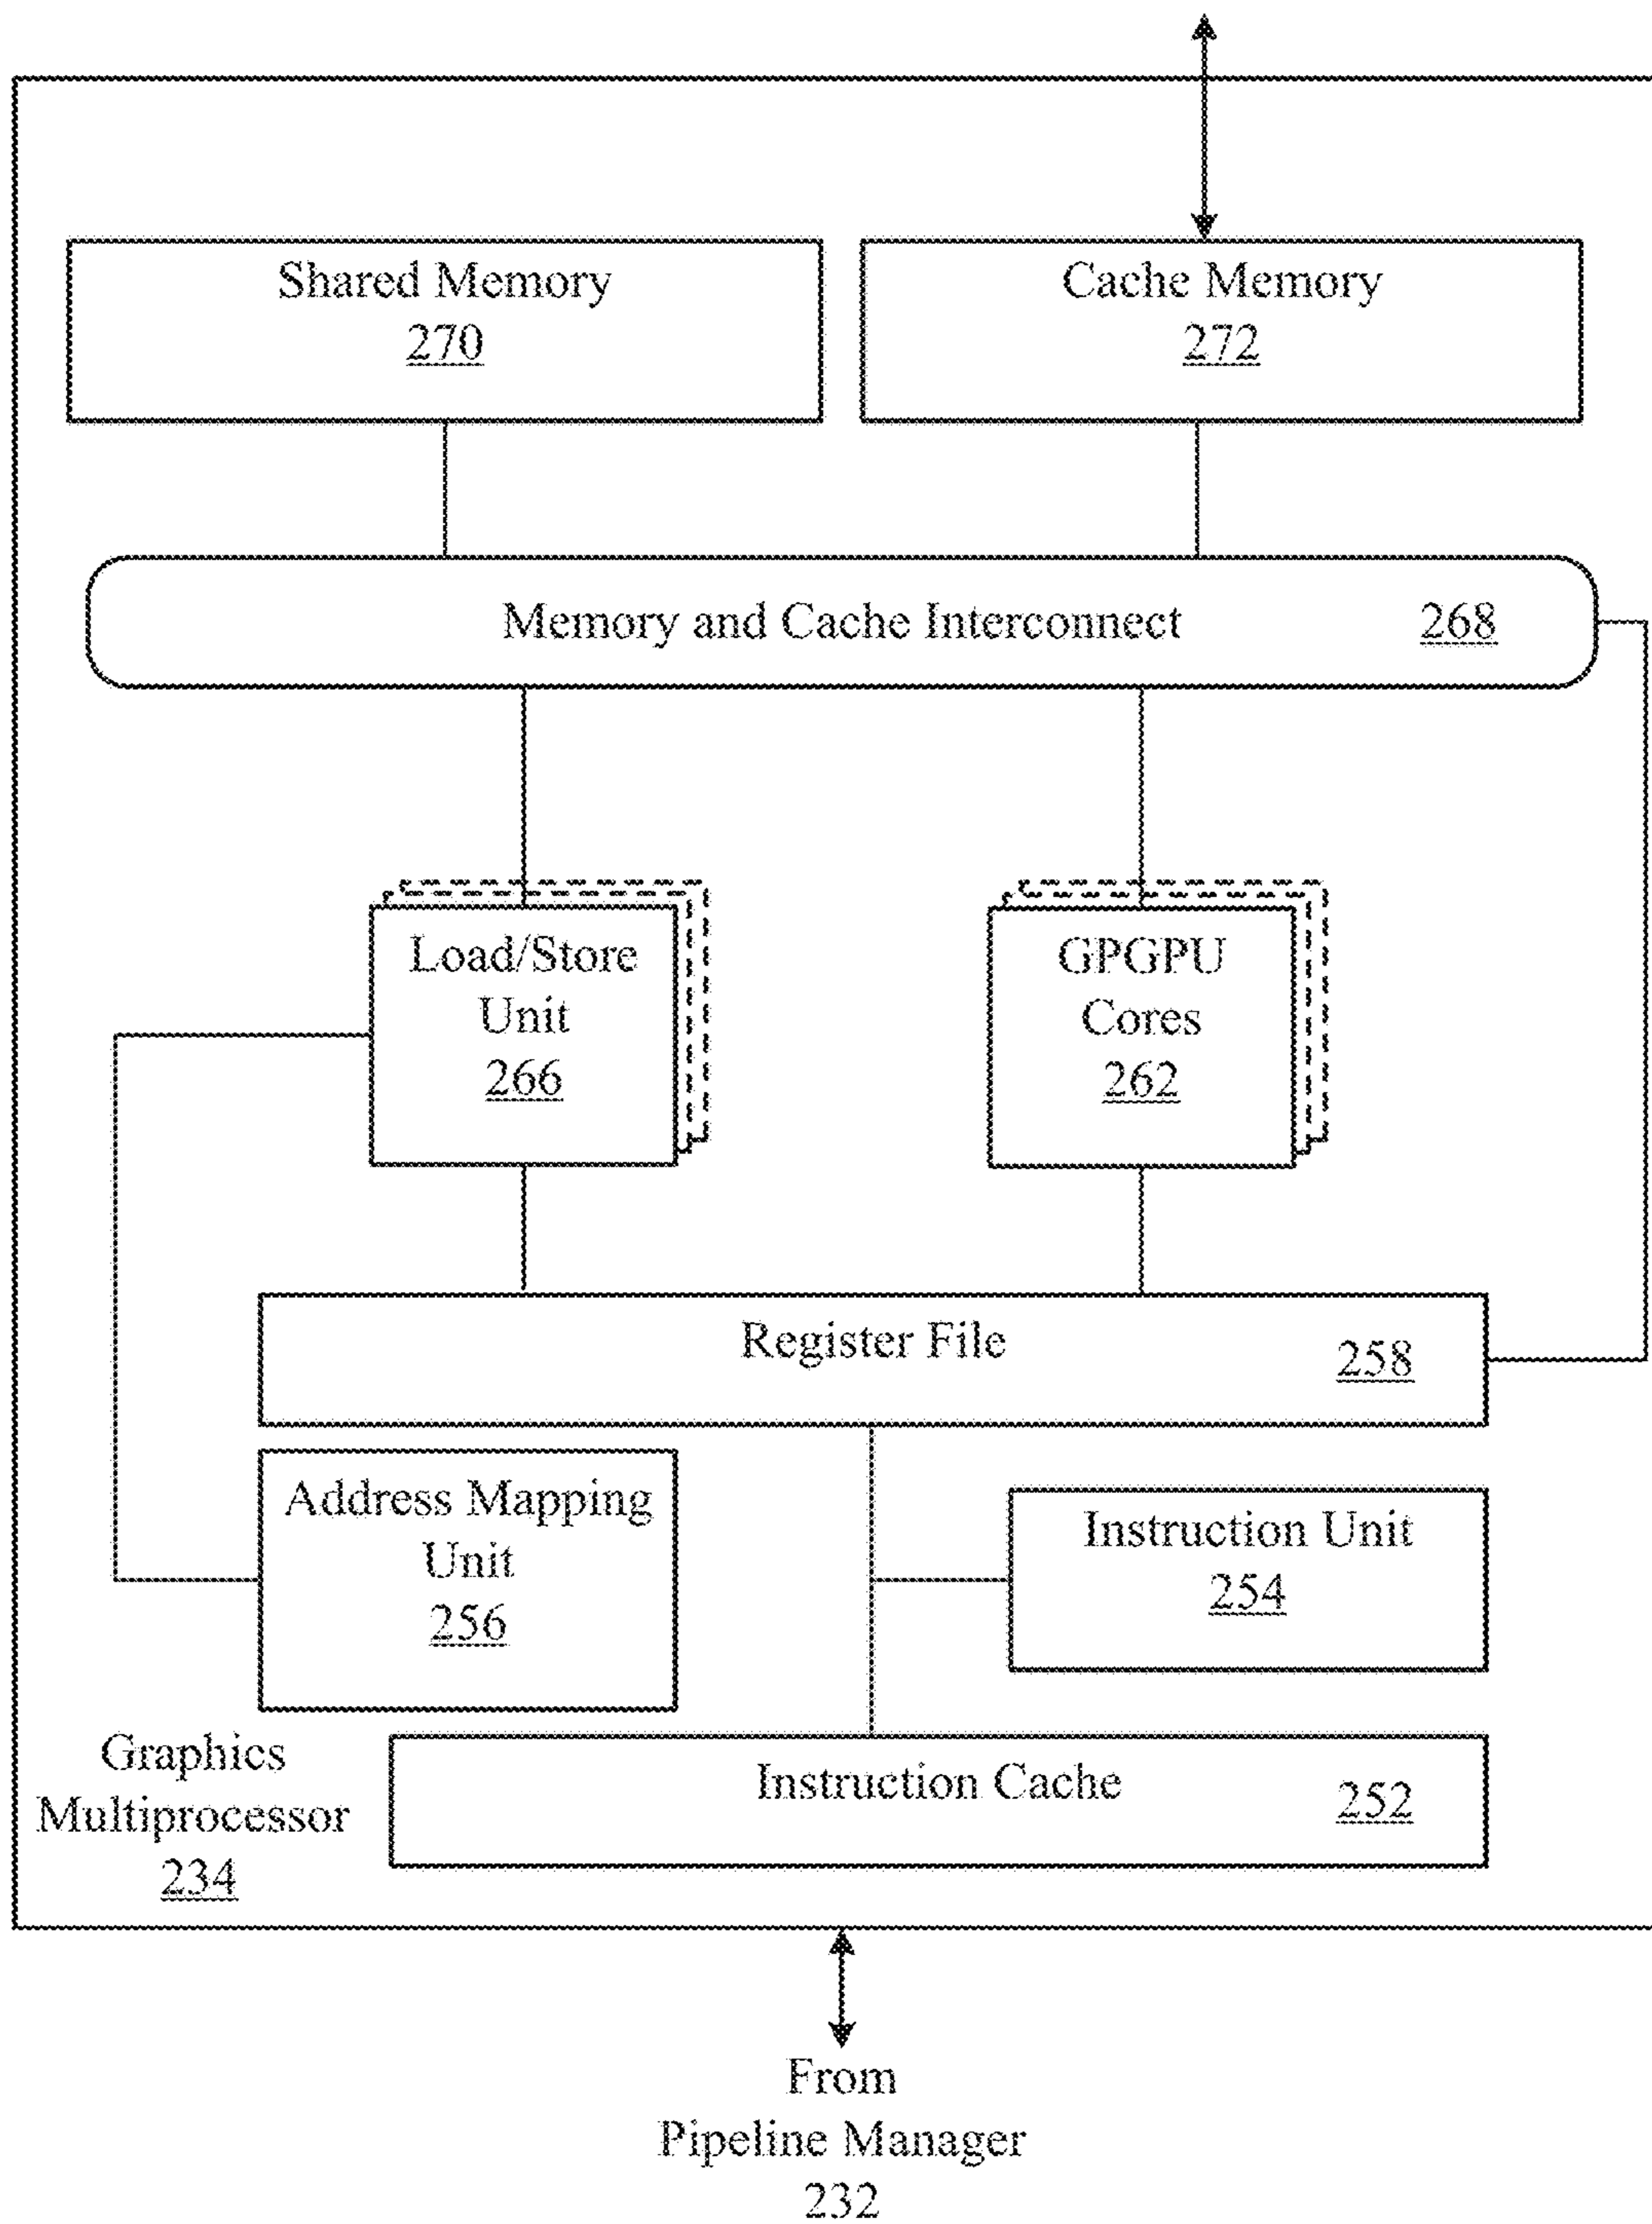 Shared Memory
270
Cache Memory
272
Memory and Cache Interconnect 268
Load/Store
Unit
266
GPGPU
Cores
262
Register File 258
Address Mapping
Unit
256
Instruction Unit
254
Graphics
Multiprocessor
234
Instruction Cache 252
From
Pipeline Manager
232